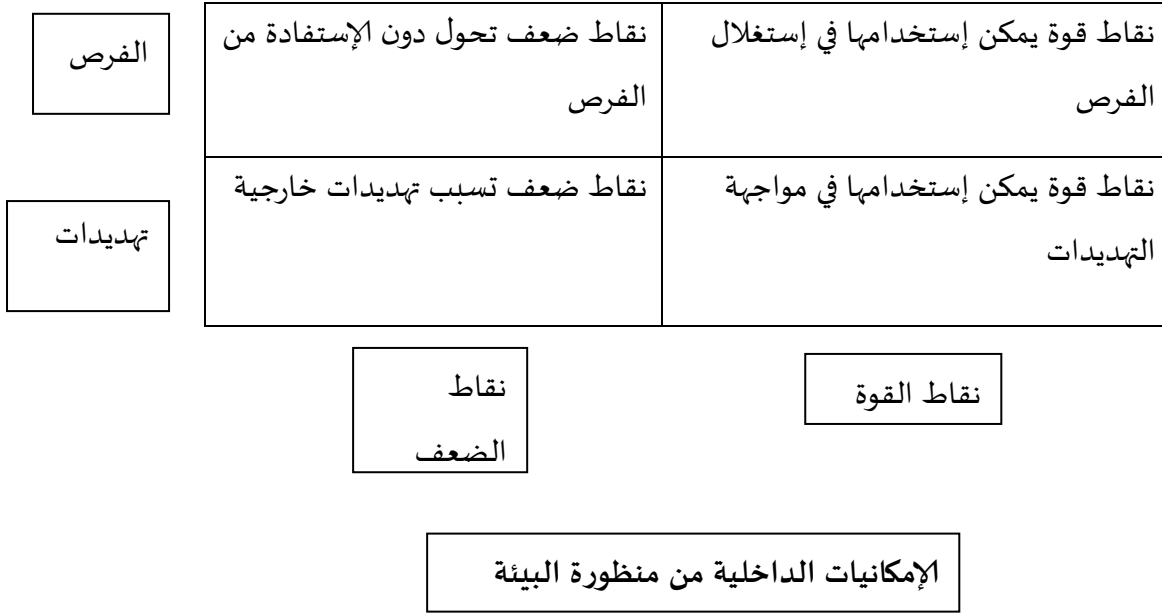 نقاط قوة يمكن إستخدامها في إستغلال
الفرص
نقاط ضعف تحول دون الإستفادة من
الفرص
الفرص
نقاط قوة يمكن إستخدامها في مواجهة
التهديدات
نقاط ضعف تسبب تهديدات خارجية
تهديدات
نقاط القوة
نقاط
الضعف
الإمكانيات الداخلية من منظورة البيئة